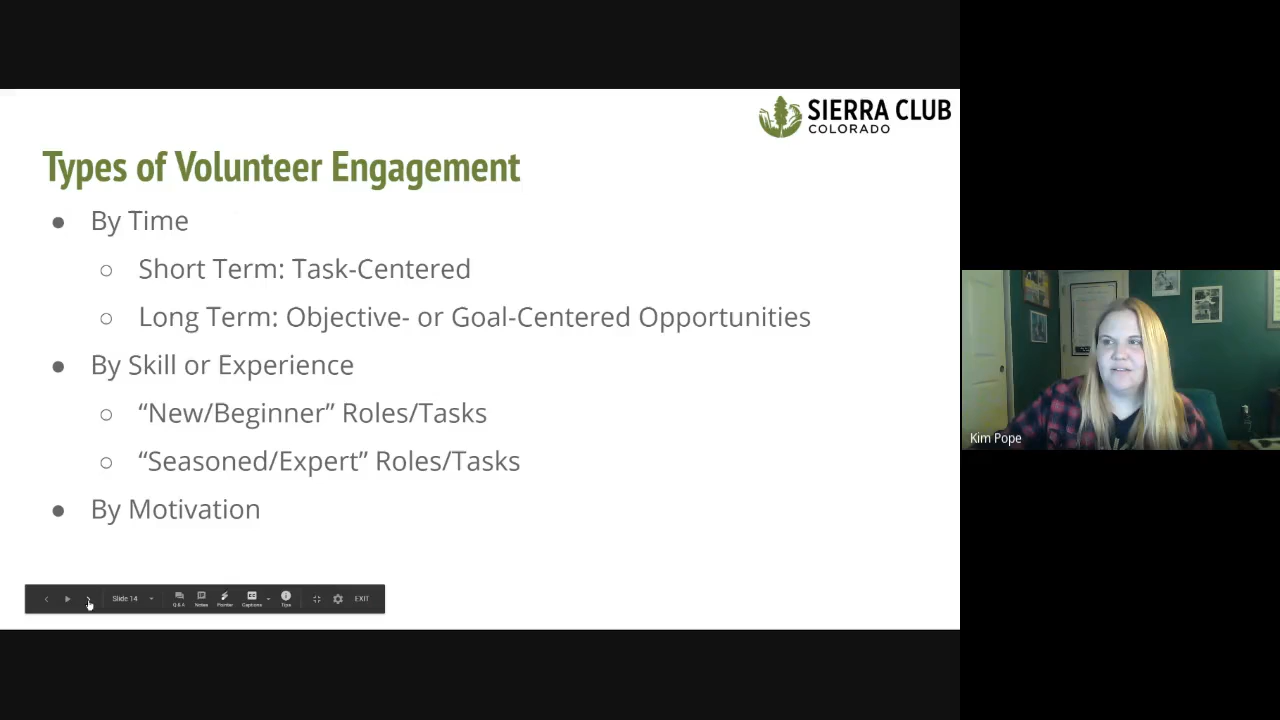 SIERRA CLUB
COLORADO
Types of Volunteer Engagement
● By Time
○ Short Term: Task-Centered
○ Long Term: Objective- or Goal-Centered Opportunities
● By Skill or Experience
○ “New/Beginner” Roles/Tasks
○ “Seasoned/Expert” Roles/Tasks
● By Motivation
Kim Pope
Slide 14
Q&A Notes Pointer Captions Tips
EXIT